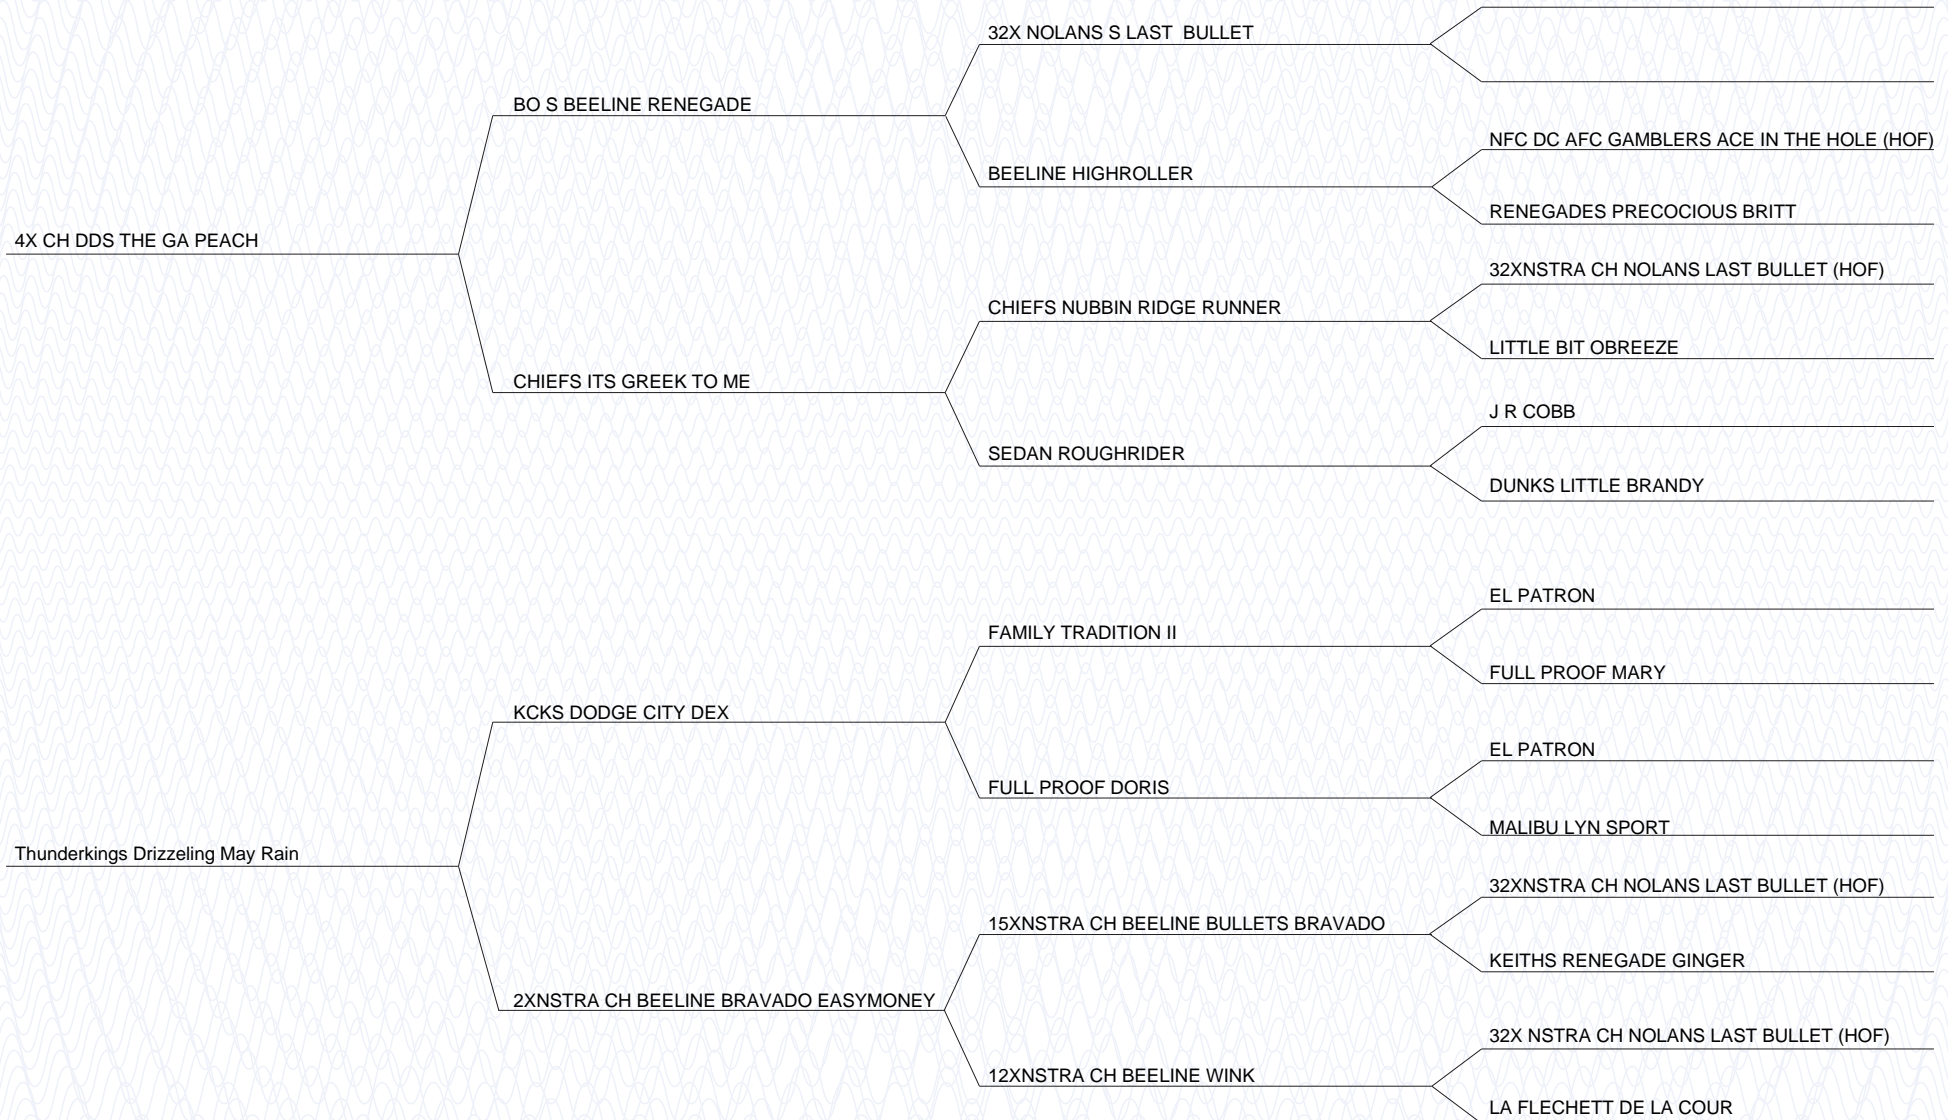 32X NOLANS S LAST  BULLET
BO S BEELINE RENEGADE
NFC DC AFC GAMBLERS ACE IN THE HOLE (HOF)
BEELINE HIGHROLLER
RENEGADES PRECOCIOUS BRITT
4X CH DDS THE GA PEACH
32XNSTRA CH NOLANS LAST BULLET (HOF)
CHIEFS NUBBIN RIDGE RUNNER
LITTLE BIT OBREEZE
CHIEFS ITS GREEK TO ME
J R COBB
SEDAN ROUGHRIDER
DUNKS LITTLE BRANDY
EL PATRON
FAMILY TRADITION II
FULL PROOF MARY
KCKS DODGE CITY DEX
EL PATRON
FULL PROOF DORIS
MALIBU LYN SPORT
Thunderkings Drizzeling May Rain
32XNSTRA CH NOLANS LAST BULLET (HOF)
15XNSTRA CH BEELINE BULLETS BRAVADO
KEITHS RENEGADE GINGER
2XNSTRA CH BEELINE BRAVADO EASYMONEY
32X NSTRA CH NOLANS LAST BULLET (HOF)
12XNSTRA CH BEELINE WINK
LA FLECHETT DE LA COUR